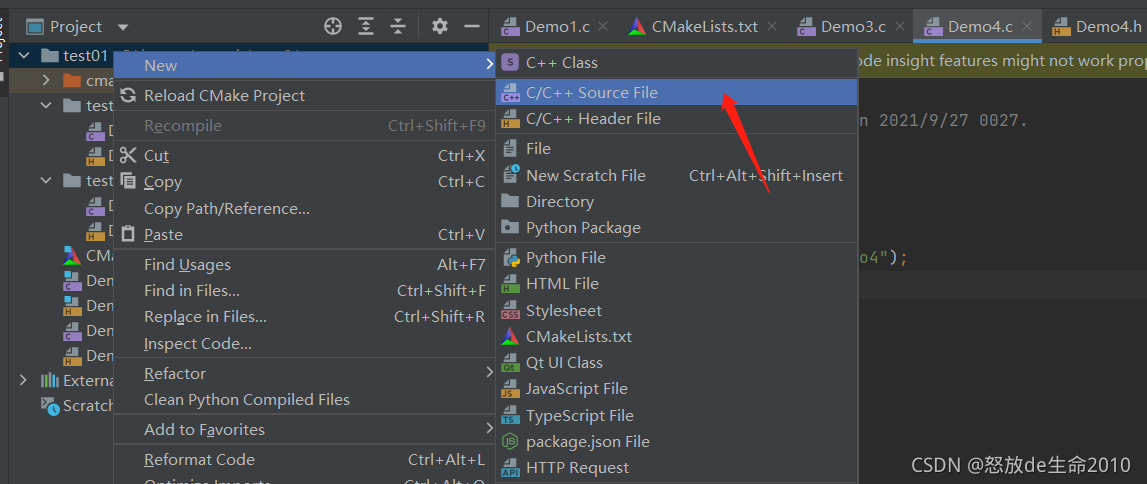 Project
Demo1.c
CMakeLists.txt
Demo3.c
Demo4.c
Demo4.h
test01
New
Reload CMake Project
Recompile Ctrl+Shift+F9
Cut Ctrl+X
Copy Ctrl+C
Copy Path/Reference...
Paste Ctrl+V
Find Usages Alt+F7
Find in Files... Ctrl+Shift+F
Replace in Files... Ctrl+Shift+R
Inspect Code...
Refactor
Clean Python Compiled Files
Add to Favorites
Reformat Code Ctrl+Alt+L
C++ Class
C/C++ Source File
C/C++ Header File
File
New Scratch File Ctrl+Alt+Shift+Insert
Directory
Python Package
Python File
HTML File
Stylesheet
CMakeLists.txt
Qt UI Class
JavaScript File
TypeScript File
package.json File
HTTP Request
ode insight features might not work prop
n 2021/9/27 0027.
o4");
cma
test
test
CMa
Dem
Dem
Dem
Dem
Externa
Scratch
CSDN @怒放de生命2010